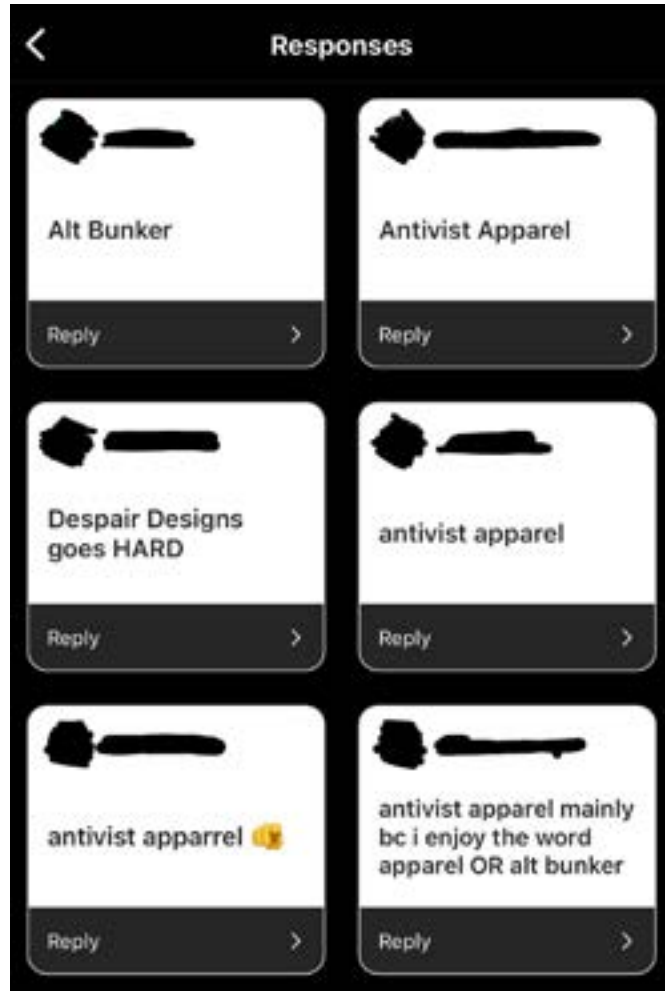 Responses
Alt Bunker
Reply
Antivist Apparel
Reply
Despair Designs
goes HARD
Reply
antivist apparel
Reply
antivist apparrel 🫵
Reply
antivist apparel mainly
bc i enjoy the word
apparel OR alt bunker
Reply